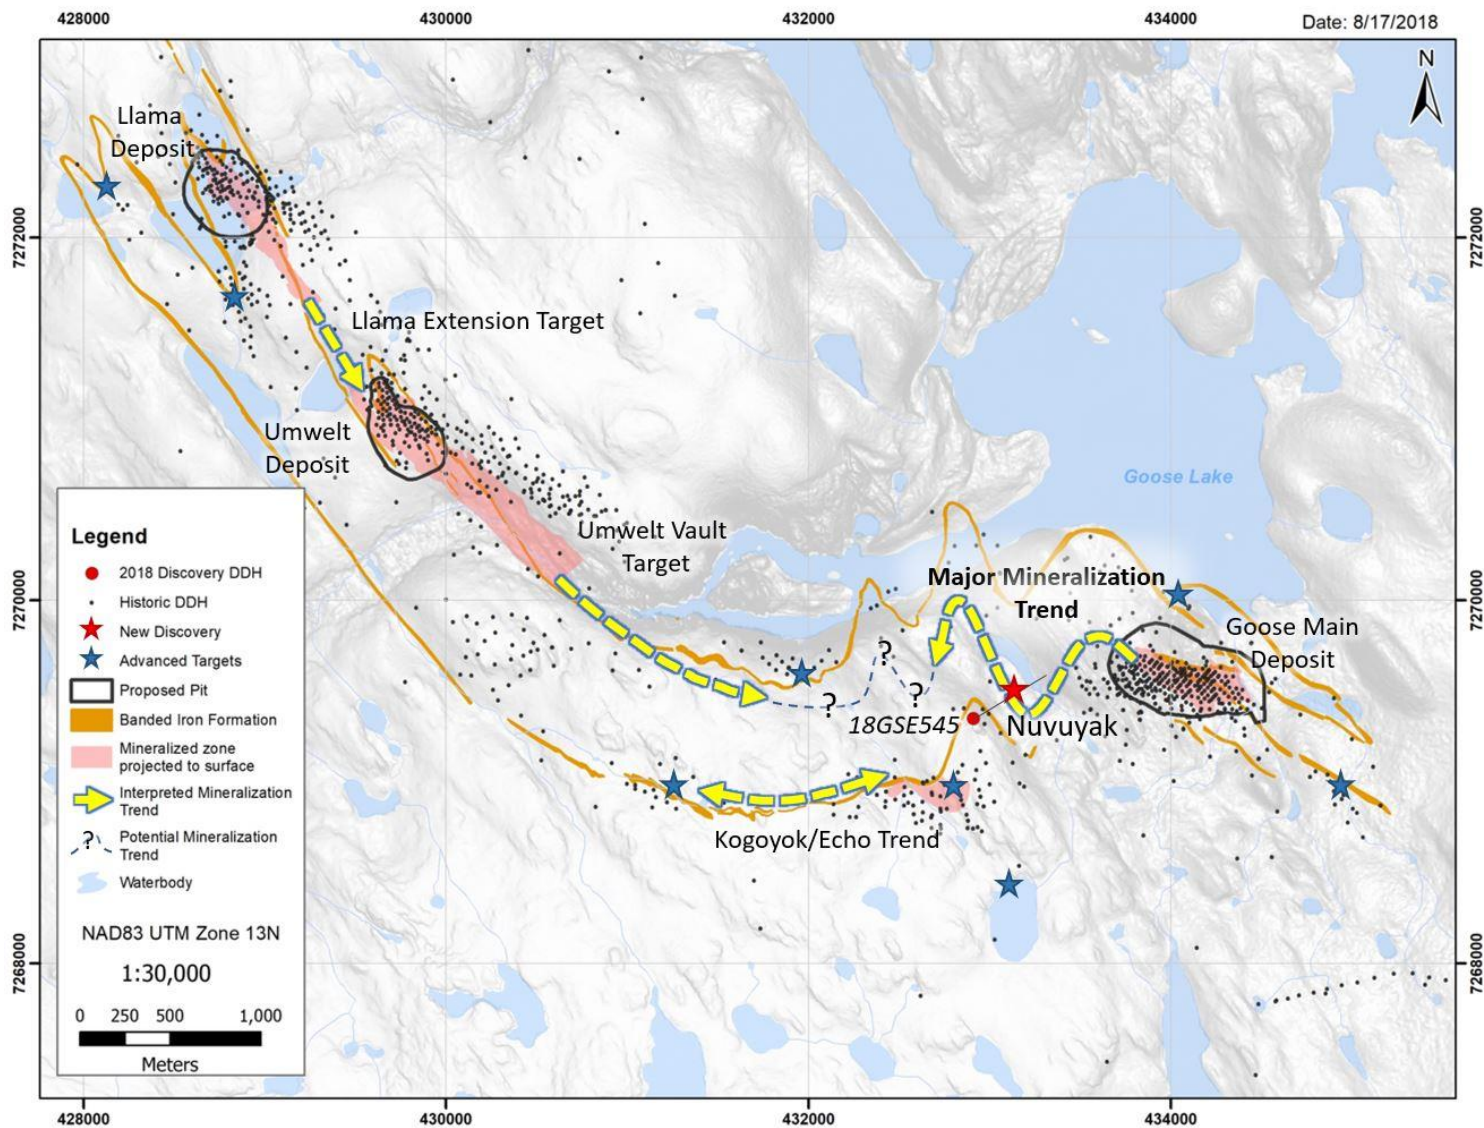 428000
430000
432000
434000
Date: 8/17/2018
N
Llama
Deposit
7272000
7272000
Llama Extension Target
Umwelt
Deposit
Goose Lake
Umwelt Vault
Target
Major Mineralization
Trend
7270000
7270000
Goose Main
Deposit
?
?
?
18GSE545
Nuvuyak
Kogoyok/Echo Trend
7268000
7268000
Legend
2018 Discovery DDH
Historic DDH
New Discovery
Advanced Targets
Proposed Pit
Banded Iron Formation
Mineralized zone
projected to surface
Interpreted Mineralization
Trend
? Potential Mineralization
Trend
Waterbody
NAD83 UTM Zone 13N
1:30,000
0 250 500 1,000
Meters
428000
430000
432000
434000